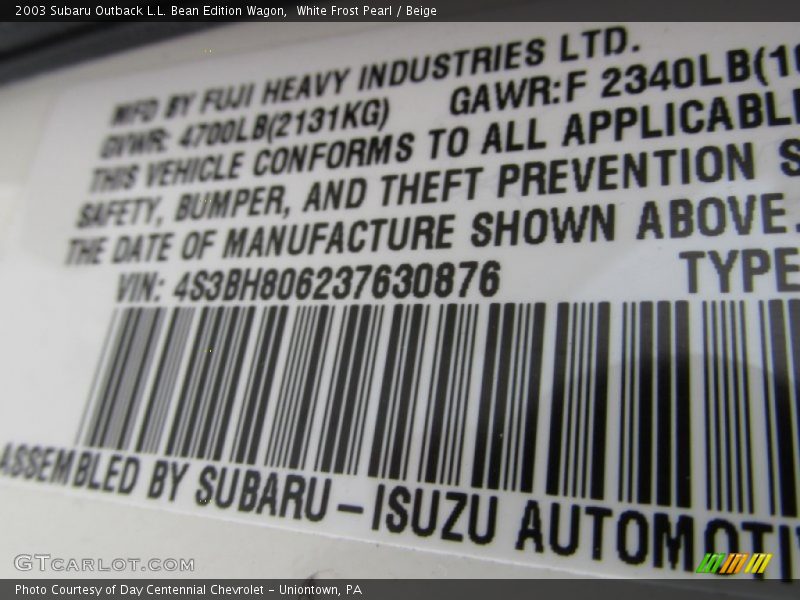 2003 Subaru Outback L.L. Bean Edition Wagon,  White Frost Pearl / Beige
MFD BY FUJI HEAVY INDUSTRIES LTD.
GVWR: 4700LB(2131KG) GAWR:F 2340LB(10
THIS VEHICLE CONFORMS TO ALL APPLICABL
SAFETY, BUMPER, AND THEFT PREVENTION S
THE DATE OF MANUFACTURE SHOWN ABOVE.
VIN: 4S3BH806237630876 TYPE
ASSEMBLED BY SUBARU – ISUZU AUTOMOTI
GTCARLOT.COM
Photo Courtesy of Day Centennial Chevrolet – Uniontown, PA